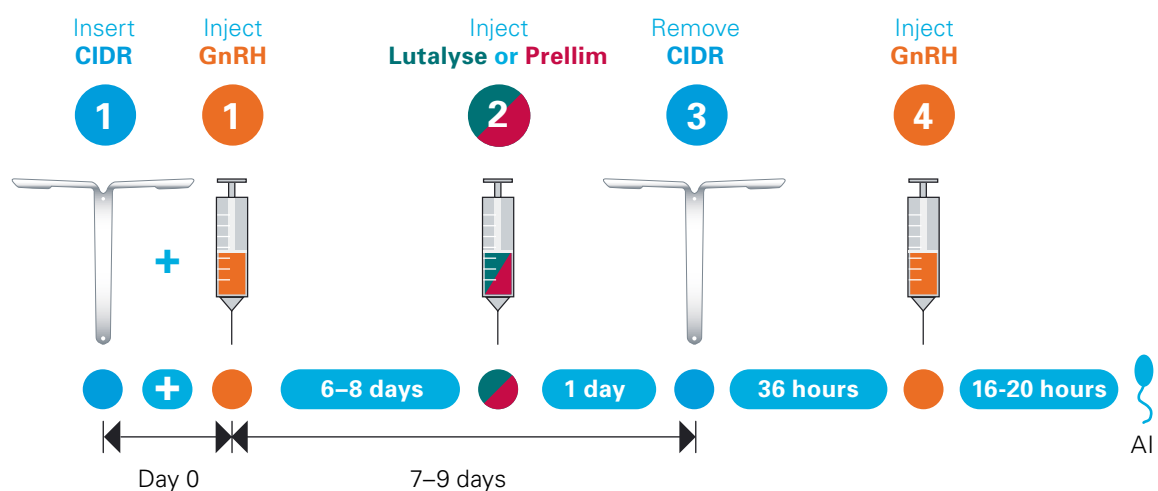 Insert
CIDR
Inject
GnRH
Inject
Lutalyse or Prellim
Remove
CIDR
Inject
GnRH
1
1
2
3
4
+
+
6–8 days
1 day
36 hours
16-20 hours
AI
Day 0
7–9 days